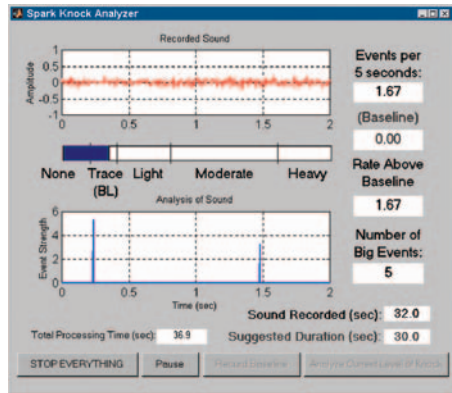 Spark Knock Analyzer
Recorded Sound
Amplitude
1
0.5
0
-0.5
-1
0 0.5 1 1.5 2
Events per
5 seconds:
1.67
(Baseline)
0.00
Rate Above
Baseline
1.67
Number of
Big Events:
5
None Trace Light Moderate Heavy
(BL)
Analysis of Sound
Event Strength
6
4
2
0
0 0.5 1 1.5 2
Time (sec)
Sound Recorded (sec): 32.0
Total Processing Time (sec): 36.9 Suggested Duration (sec): 30.0
STOP EVERYTHING Pause Record Baseline Analyze Current Level of Knock